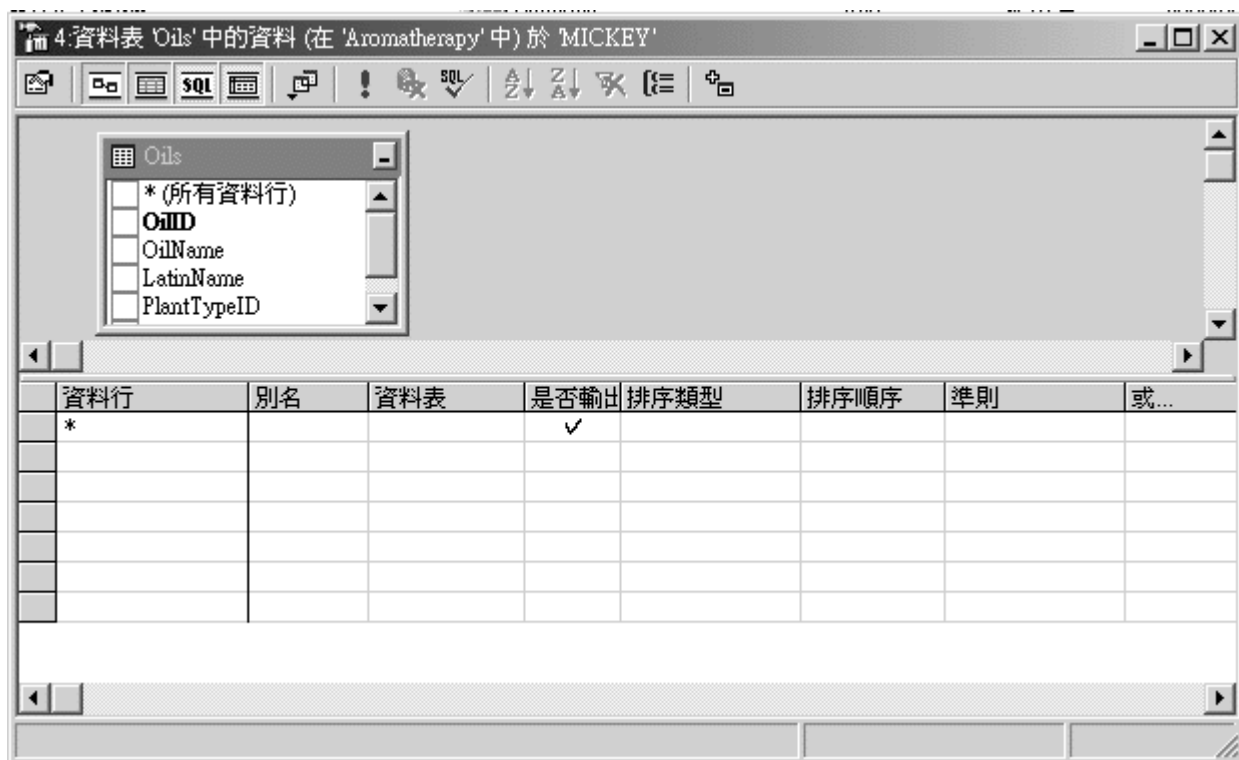 4:資料表 'Oils' 中的資料 (在 'Aromatherapy' 中) 於 'MICKEY'
SQL SQL A Z Z A
Oils
* (所有資料行)
OilID
OilName
LatinName
PlantTypeID
資料行 別名 資料表 是否輸出 排序類型 排序順序 準則 或...
*